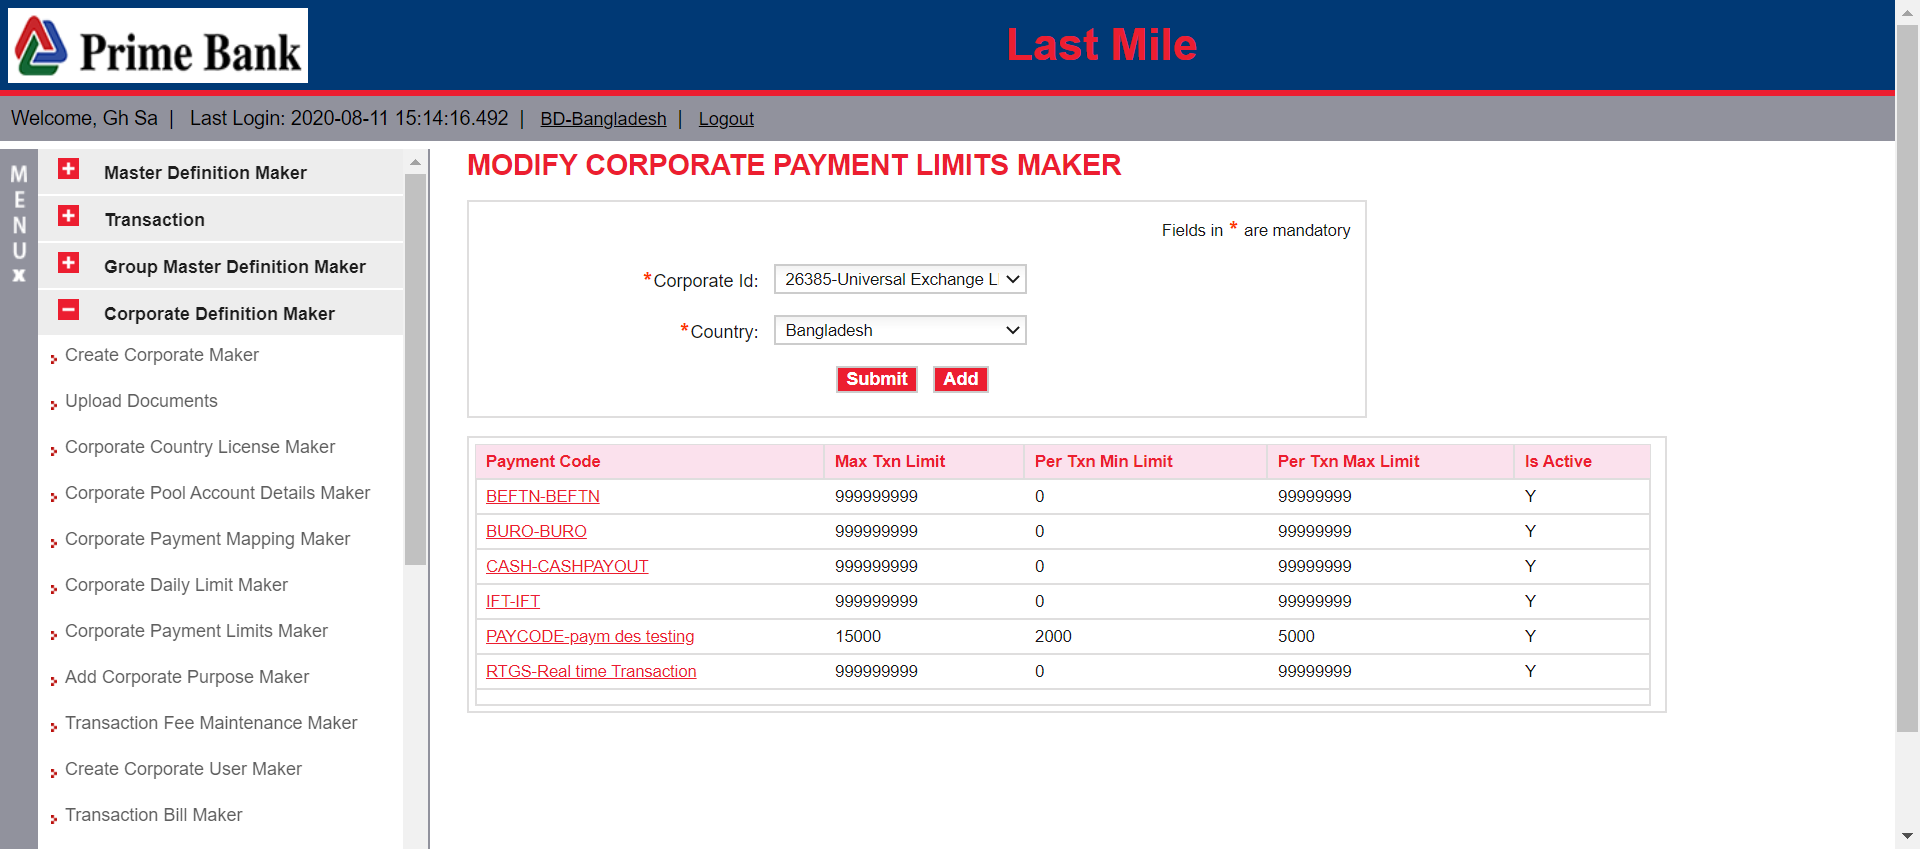 Prime Bank
Last Mile
Welcome, Gh Sa | Last Login: 2020-08-11 15:14:16.492 | BD-Bangladesh | Logout
MENU x
Master Definition Maker
Transaction
Group Master Definition Maker
Corporate Definition Maker
Create Corporate Maker
Upload Documents
Corporate Country License Maker
Corporate Pool Account Details Maker
Corporate Payment Mapping Maker
Corporate Daily Limit Maker
Corporate Payment Limits Maker
Add Corporate Purpose Maker
Transaction Fee Maintenance Maker
Create Corporate User Maker
Transaction Bill Maker
MODIFY CORPORATE PAYMENT LIMITS MAKER
Fields in * are mandatory
*Corporate Id: 26385-Universal Exchange L
*Country: Bangladesh
Submit Add
Payment Code Max Txn Limit Per Txn Min Limit Per Txn Max Limit Is Active
BEFTN-BEFTN 999999999 0 99999999 Y
BURO-BURO 999999999 0 99999999 Y
CASH-CASHPAYOUT 999999999 0 99999999 Y
IFT-IFT 999999999 0 99999999 Y
PAYCODE-paym des testing 15000 2000 5000 Y
RTGS-Real time Transaction 999999999 0 99999999 Y